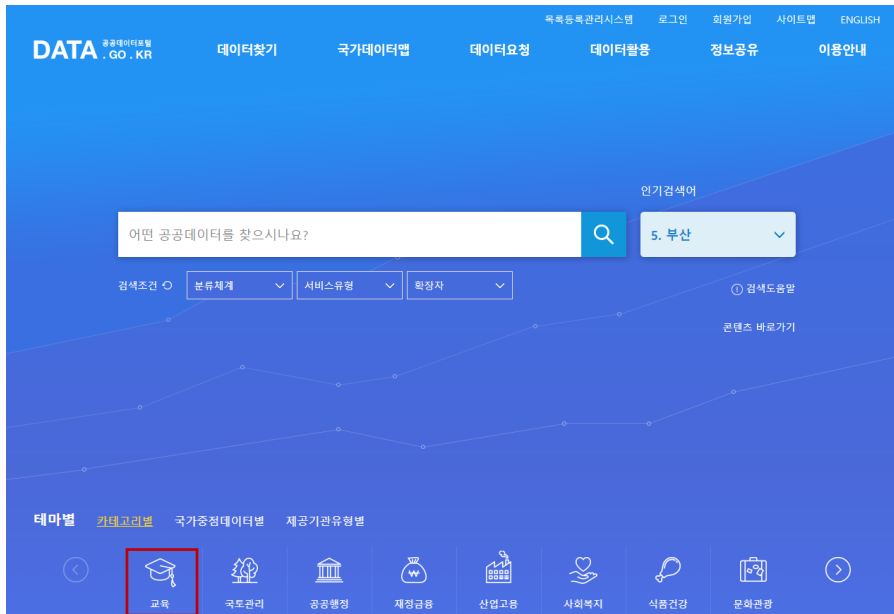 목록등록관리시스템 로그인 회원가입 사이트맵 ENGLISH
DATA 공공데이터포털 .GO.KR
데이터찾기 국가데이터맵 데이터요청 데이터활용 정보공유 이용안내
인기검색어
어떤 공공데이터를 찾으시나요? 5. 부산
검색조건 분류체계 서비스유형 확장자 검색도움말
콘텐츠 바로가기
테마별 카테고리별 국가중점데이터별 제공기관유형별
교육 국토관리 공공행정 재정금융 산업고용 사회복지 식품건강 문화관광